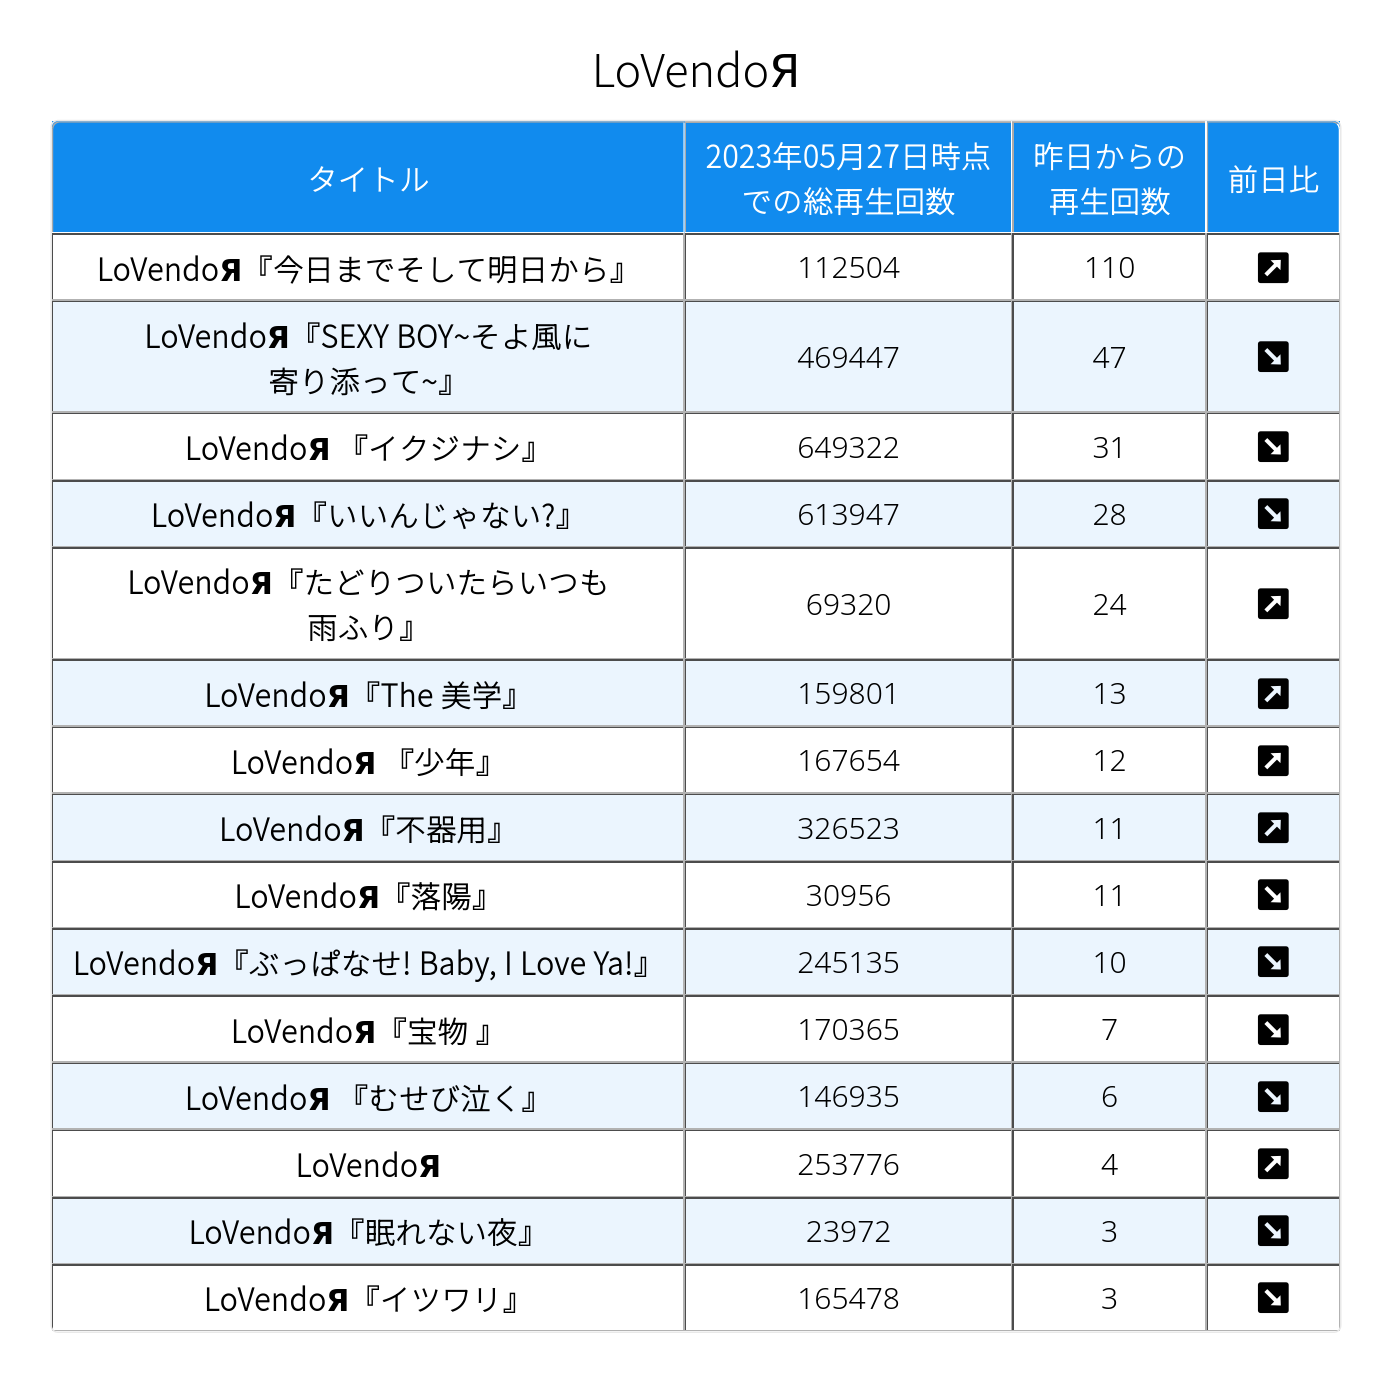 LoVendoЯ
タイトル
2023年05月27日時点
での総再生回数
昨日からの
再生回数
前日比
LoVendoЯ『今日までそして明日から』 112504 110
LoVendoЯ『SEXY BOY~そよ風に
寄り添って~』 469447 47
LoVendoЯ 『イクジナシ』 649322 31
LoVendoЯ『いいんじゃない?』 613947 28
LoVendoЯ『たどりついたらいつも
雨ふり』 69320 24
LoVendoЯ『The 美学』 159801 13
LoVendoЯ 『少年』 167654 12
LoVendoЯ『不器用』 326523 11
LoVendoЯ『落陽』 30956 11
LoVendoЯ『ぶっぱなせ! Baby, I Love Ya!』 245135 10
LoVendoЯ『宝物 』 170365 7
LoVendoЯ 『むせび泣く』 146935 6
LoVendoЯ 253776 4
LoVendoЯ『眠れない夜』 23972 3
LoVendoЯ『イツワリ』 165478 3